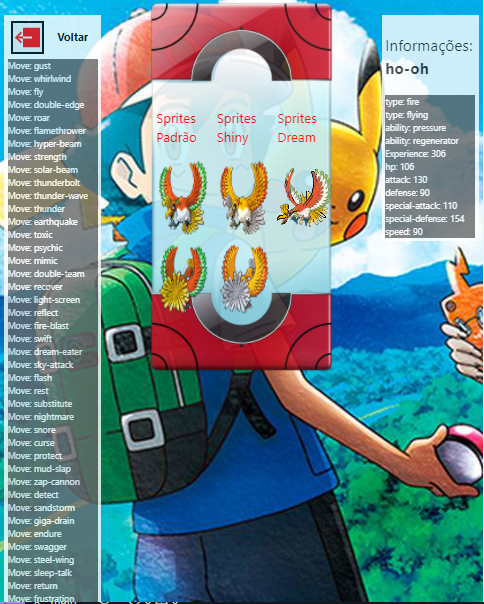 Voltar
Move: gust
Move: whirlwind
Move: fly
Move: double-edge
Move: roar
Move: flamethrower
Move: hyper-beam
Move: strength
Move: solar-beam
Move: thunderbolt
Move: thunder-wave
Move: thunder
Move: earthquake
Move: toxic
Move: psychic
Move: mimic
Move: double-team
Move: recover
Move: light-screen
Move: reflect
Move: fire-blast
Move: swift
Move: dream-eater
Move: sky-attack
Move: flash
Move: rest
Move: substitute
Move: nightmare
Move: snore
Move: curse
Move: protect
Move: mud-slap
Move: zap-cannon
Move: detect
Move: sandstorm
Move: giga-drain
Move: endure
Move: swagger
Move: steel-wing
Move: sleep-talk
Move: return
Move: frustration
Sprites Padrão
Sprites Shiny
Sprites Dream
Informações:
ho-oh
type: fire
type: flying
ability: pressure
ability: regenerator
Experience: 306
hp: 106
attack: 130
defense: 90
special-attack: 110
special-defense: 154
speed: 90